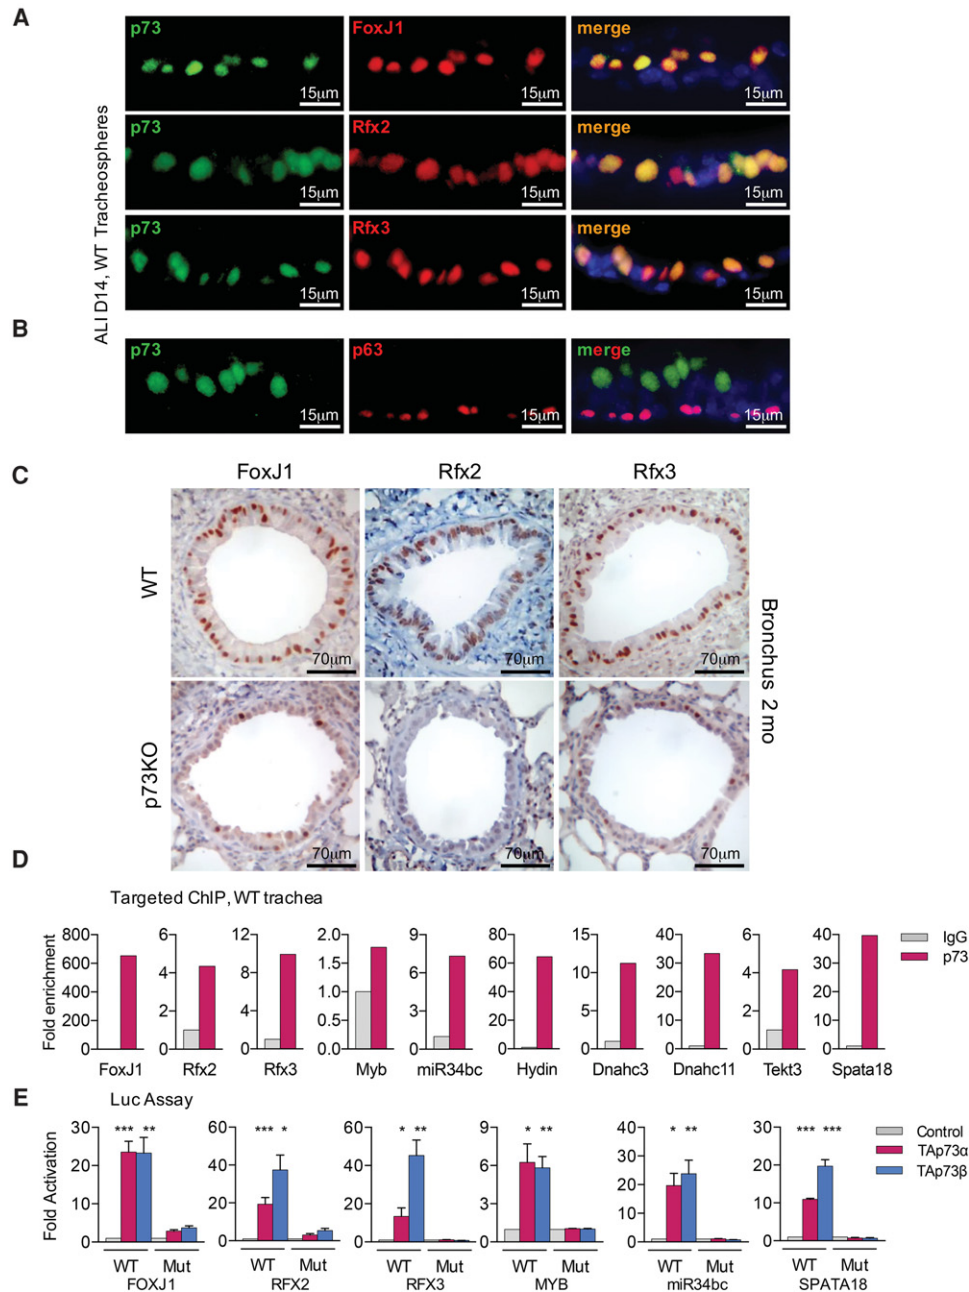 A
p73
FoxJ1
merge
15µm
15µm
15µm
p73
Rfx2
merge
15µm
15µm
15µm
p73
Rfx3
merge
15µm
15µm
15µm
ALI D14, WT Tracheospheres
B
p73
p63
merge
15µm
15µm
15µm
C
FoxJ1
Rfx2
Rfx3
WT
70µm
70µm
70µm
Bronchus 2 mo
p73KO
70µm
70µm
70µm
D
Targeted ChIP, WT trachea
Fold enrichment
800
600
400
200
0
FoxJ1
6
4
2
0
Rfx2
12
8
4
0
Rfx3
2.0
1.5
1.0
0.5
0.0
Myb
9
6
3
0
miR34bc
80
60
40
20
0
Hydin
15
10
5
0
Dnahc3
40
30
20
10
0
Dnahc11
6
4
2
0
Tekt3
40
30
20
10
0
Spata18
IgG
p73
E
Luc Assay
Fold Activation
30
20
10
0
*** **
WT Mut
FOXJ1
60
40
20
0
*** *
WT Mut
RFX2
60
40
20
0
* **
WT Mut
RFX3
9
6
3
0
* **
WT Mut
MYB
40
30
20
10
0
* **
WT Mut
miR34bc
30
20
10
0
*** ***
WT Mut
SPATA18
Control
TAp73α
TAp73β